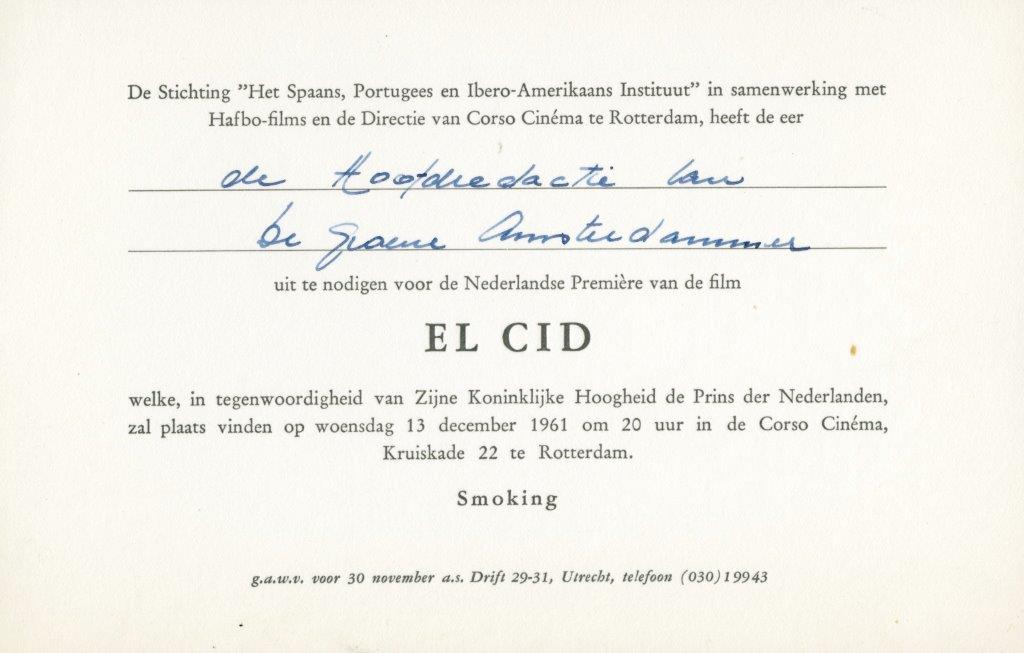 De Stichting "Het Spaans, Portugees en Ibero-Amerikaans Instituut" in samenwerking met
Hafbo-films en de Directie van Corso Cinéma te Rotterdam, heeft de eer
de Hoofdredactie van
De Groene Amsterdammer
uit te nodigen voor de Nederlandse Première van de film
EL CID
welke, in tegenwoordigheid van Zijne Koninklijke Hoogheid de Prins der Nederlanden,
zal plaats vinden op woensdag 13 december 1961 om 20 uur in de Corso Cinéma,
Kruiskade 22 te Rotterdam.
Smoking
g.a.w.v. voor 30 november a.s. Drift 29-31, Utrecht, telefoon (030) 19943